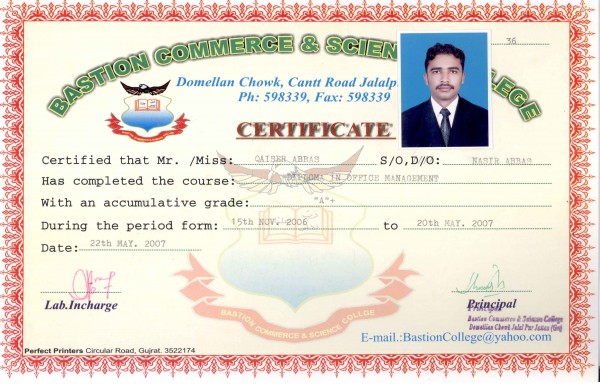 36
BASTION COMMERCE & SCIEN COLLEGE
Domellan Chowk, Cantt Road Jalalp
Ph: 598339, Fax: 598339
CERTIFICATE
Certified that Mr. /Miss: QAISER ABBAS S/O,D/O: NASIR ABBAS
Has completed the course: DIPLOMA IN OFFICE MANAGEMENT
With an accumulative grade: "A"+
During the period form: 15th NOV. 2006 to 20th MAY. 2007
Date: 22th MAY. 2007
BASTION COMMERCE & SCIENCE COLLGE
Lab.Incharge
Principal
Principal
Bastion Commerce & Science College
Domellan Chowk Jalal Pur Jattan (Grt)
E-mail.:BastionCollege@yahoo.com
Perfect Printers Circular Road, Gujrat. 3522174